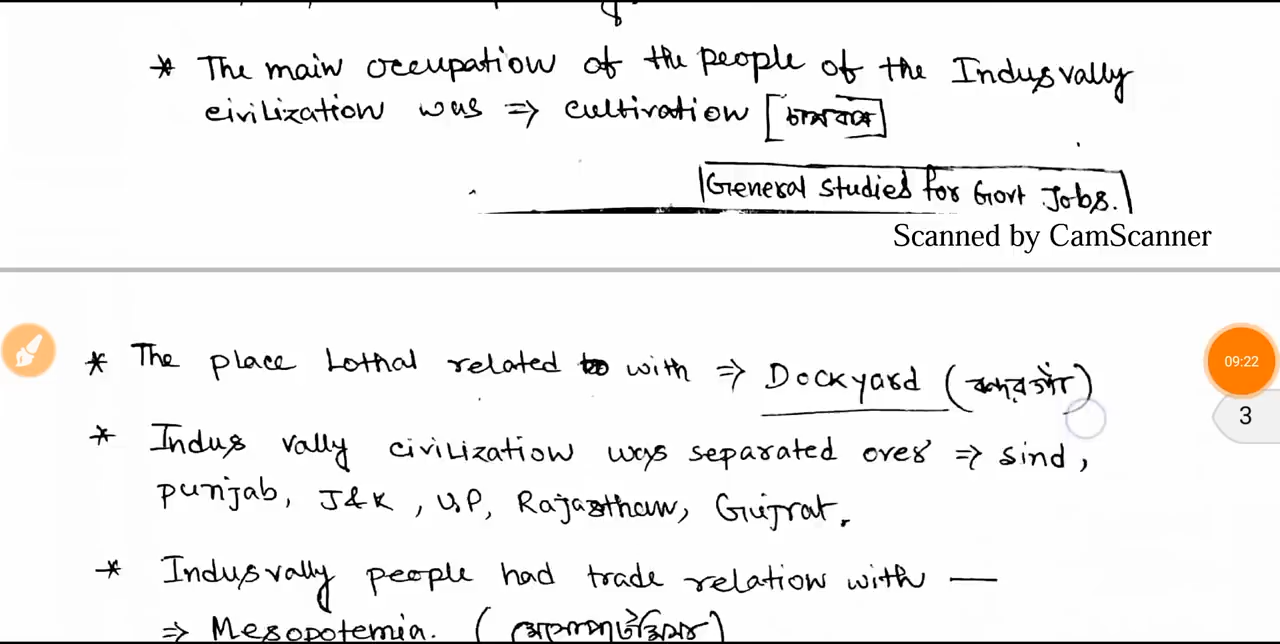 * The main occupation of the people of the Indusvally
civilization was ⇒ cultivation [চাষবাস]
General Studies for Govt Jobs.
Scanned by CamScanner
09:22
3
* The place Lothal related to with ⇒ Dockyard (
* Indus vally civilization was separated over ⇒ Sind,
Punjab, J&K, U.P, Rajasthan, Gujrat.
* Indusvally people had trade relation with —
⇒ Mesopotemia. (